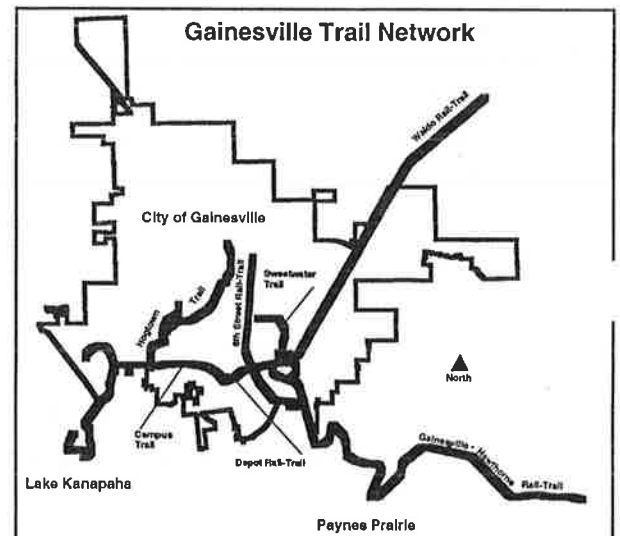 Gainesville Trail Network
Waldo Rail-Trail
City of Gainesville
Sweetwater
Trail
6th Street Rail-Trail
Hogtown Trail
North
Campus
Trail
Depot Rail-Trail
Gainesville - Hawthorne Rail-Trail
Lake Kanapaha
Paynes Prairie